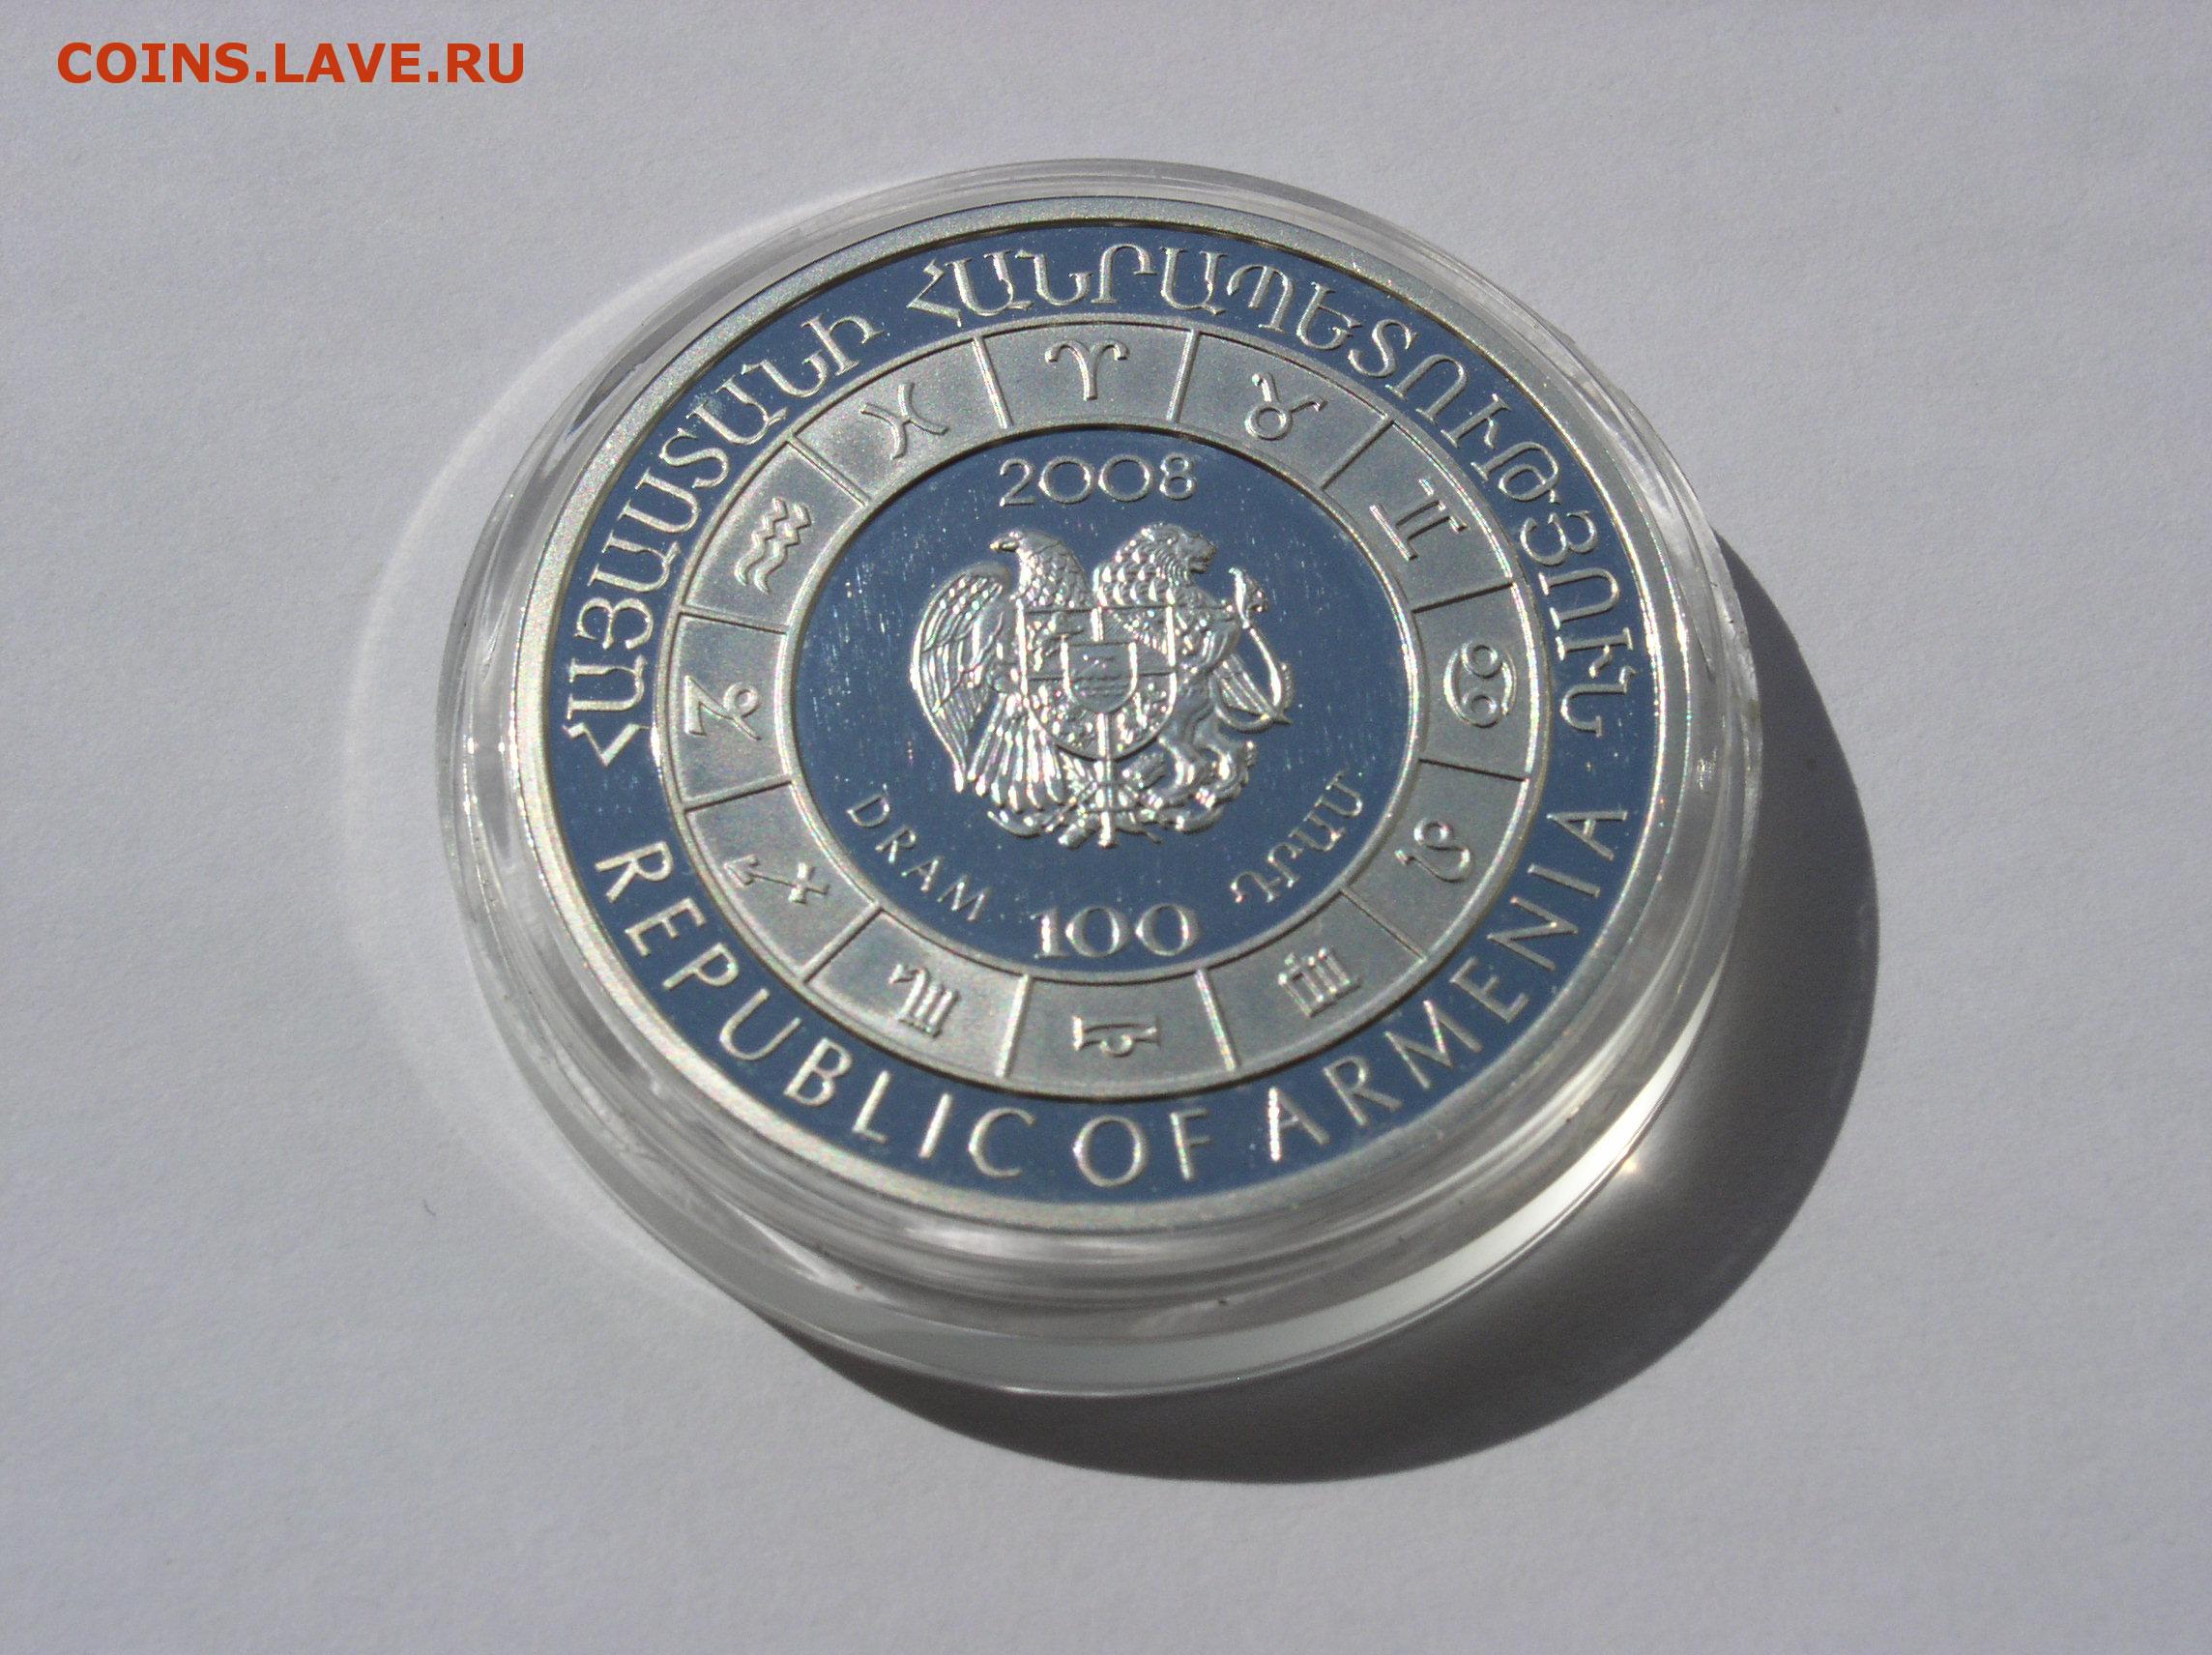 COINS.LAVE.RU
ՀԱՅԱՍՏԱՆԻ ՀԱՆՐԱՊԵՏՈՒԹՅՈՒՆ
2008
DRAM 100 ԴՐԱՄ
REPUBLIC OF ARMENIA